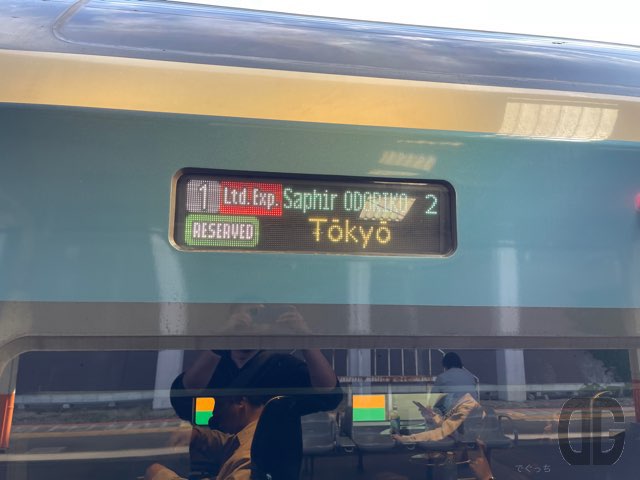 1 Ltd. Exp. Saphir ODORIKO 2
RESERVED Tōkyō
でぐっち